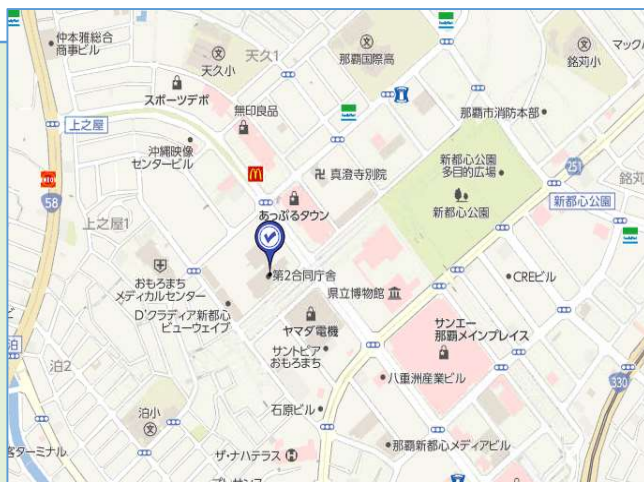 仲本雅総合
商事ビル
天久小
天久1
那覇国際高
銘苅小
マック
スポーツデポ
無印良品
那覇市消防本部
上之屋
沖縄映像
センタービル
卍 真澄寺別院
新都心公園
多目的広場
251
銘苅
58
上之屋1
あっぷるタウン
新都心公園
新都心公園
おもろまち
メディカルセンター
第2合同庁舎
県立博物館
CREビル
D'クラディア新都心
ビューウェイブ
ヤマダ電機
サンエー
那覇メインプレイス
泊
泊2
サントピア
おもろまち
八重洲産業ビル
330
泊小
石原ビル
客ターミナル
ザ・ナハテラス
那覇新都心メディアビル